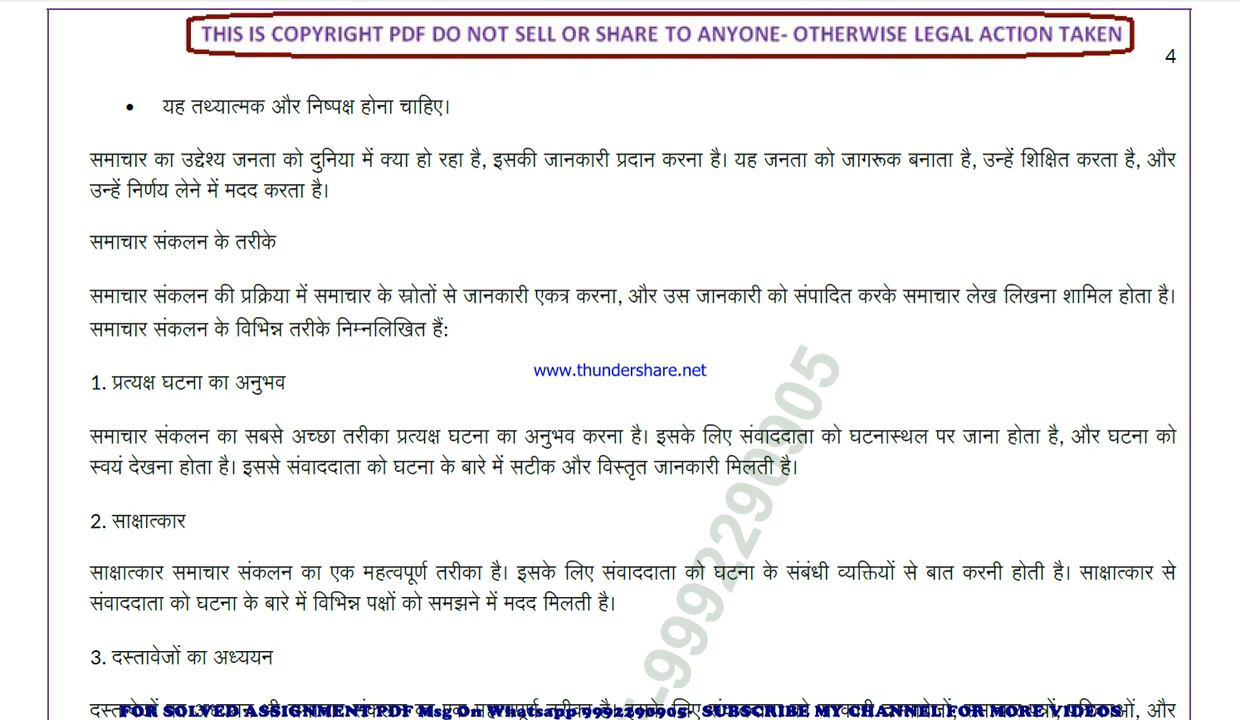 THIS IS COPYRIGHT PDF DO NOT SELL OR SHARE TO ANYONE- OTHERWISE LEGAL ACTION TAKEN
4
• यह तथ्यात्मक और निष्पक्ष होना चाहिए।
समाचार का उद्देश्य जनता को दुनिया में क्या हो रहा है, इसकी जानकारी प्रदान करना है। यह जनता को जागरूक बनाता है, उन्हें शिक्षित करता है, और
उन्हें निर्णय लेने में मदद करता है।
समाचार संकलन के तरीके
समाचार संकलन की प्रक्रिया में समाचार के स्रोतों से जानकारी एकत्र करना, और उस जानकारी को संपादित करके समाचार लेख लिखना शामिल होता है।
समाचार संकलन के विभिन्न तरीके निम्नलिखित हैं:
www.thundershare.net
1. प्रत्यक्ष घटना का अनुभव
समाचार संकलन का सबसे अच्छा तरीका प्रत्यक्ष घटना का अनुभव करना है। इसके लिए संवाददाता को घटनास्थल पर जाना होता है, और घटना को
स्वयं देखना होता है। इससे संवाददाता को घटना के बारे में सटीक और विस्तृत जानकारी मिलती है।
2. साक्षात्कार
साक्षात्कार समाचार संकलन का एक महत्वपूर्ण तरीका है। इसके लिए संवाददाता को घटना के संबंधी व्यक्तियों से बात करनी होती है। साक्षात्कार से
संवाददाता को घटना के बारे में विभिन्न पक्षों को समझने में मदद मिलती है।
-9992290905
3. दस्तावेजों का अध्ययन
FOR SOLVED ASSIGNMENT PDF Msg On Whatsapp 9992290905- SUBSCRIBE MY CHANNEL FOR MORE VIDEOS